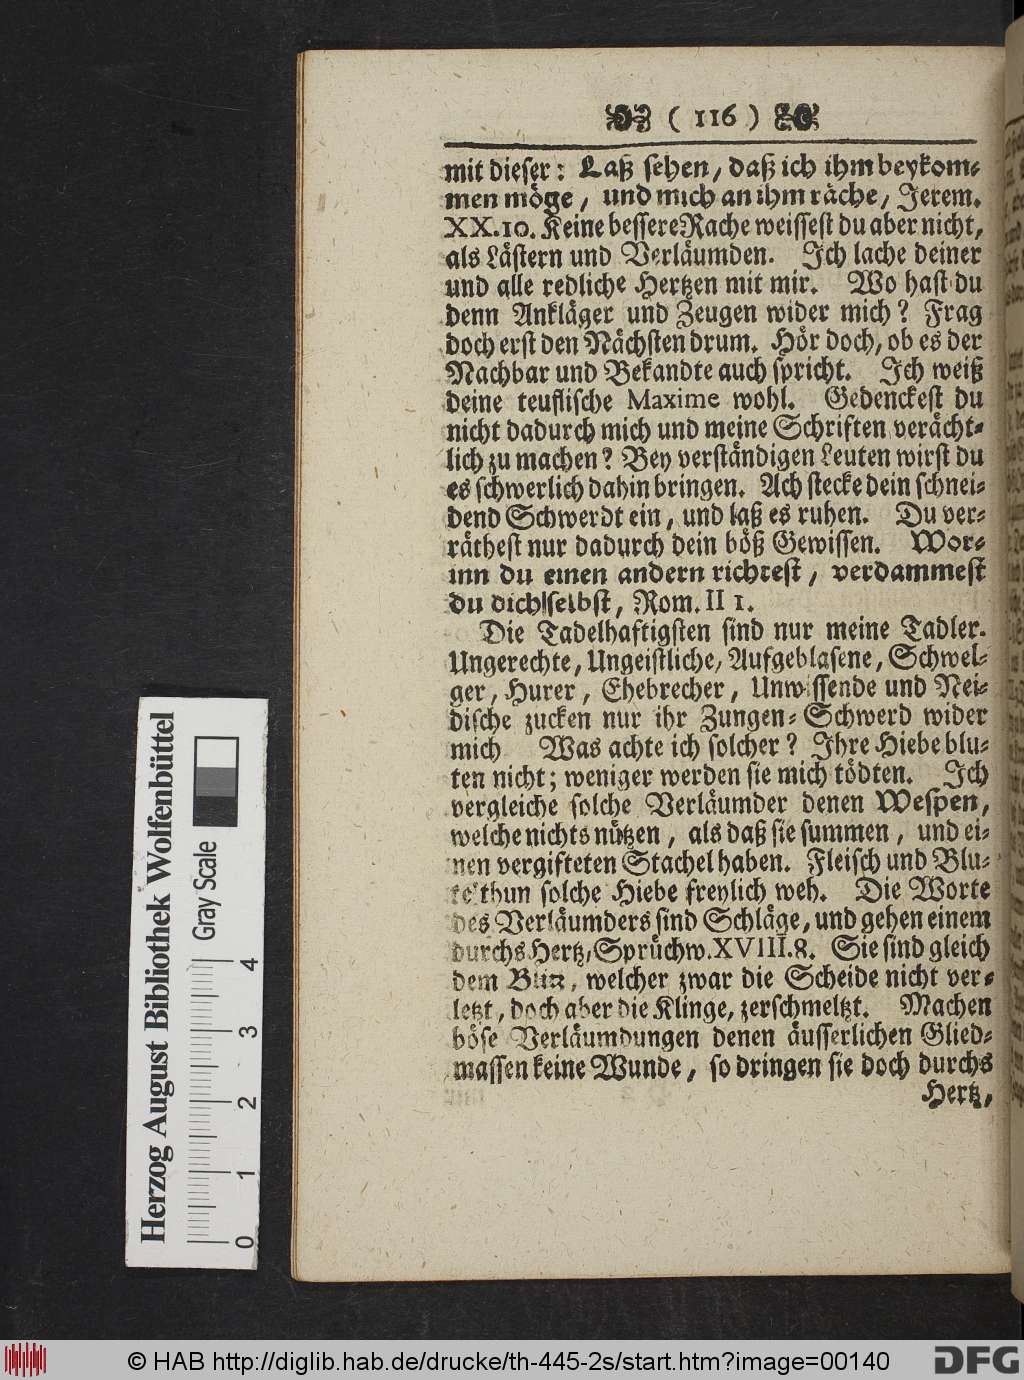 ( 116 )
mit dieser: Laß sehen, daß ich ihm beykom-
men möge, und mich an ihm räche, Jerem.
XX.10. Keine bessere Rache weissest du aber nicht,
als Lästern und Verläumden. Ich lache deiner
und alle redliche Hertzen mit mir. Wo hast du
denn Ankläger und Zeugen wider mich? Frag
doch erst den Nächsten drum. Hör doch, ob es der
Nachbar und Bekandte auch spricht. Ich weiß
deine teuflische Maxime wohl. Gedenckest du
nicht dadurch mich und meine Schriften verächt-
lich zu machen? Bey verständigen Leuten wirst du
es schwerlich dahin bringen. Ach stecke dein schnei-
dend Schwerdt ein, und laß es ruhen. Du ver-
räthest nur dadurch dein böß Gewissen. Wor-
inn du einen andern richtest, verdammest
du dich selbst, Rom. II 1.
Die Tadelhaftigsten sind nur meine Tadler.
Ungerechte, Ungeistliche, Aufgeblasene, Schwel-
ger, Hurer, Ehebrecher, Unwissende und Nei-
dische zucken nur ihr Zungen-Schwerd wider
mich Was achte ich solcher? Ihre Hiebe blu-
ten nicht; weniger werden sie mich tödten. Ich
vergleiche solche Verläumder denen Wespen,
welche nichts nützen, als daß sie summen, und ei-
nen vergifteten Stachel haben. Fleisch und Blu-
te thun solche Hiebe freylich weh. Die Worte
des Verläumders sind Schläge, und gehen einem
durchs Hertz, Sprüchw. XVIII.8. Sie sind gleich
dem Blitz, welcher zwar die Scheide nicht ver-
letzt, doch aber die Klinge, zerschmeltzt. Machen
böse Verläumdungen denen äusserlichen Glied-
massen keine Wunde, so dringen sie doch durchs
Hertz,
Herzog August Bibliothek Wolfenbüttel
Gray Scale
0 1 2 3 4
© HAB http://diglib.hab.de/drucke/th-445-2s/start.htm?image=00140
DFG